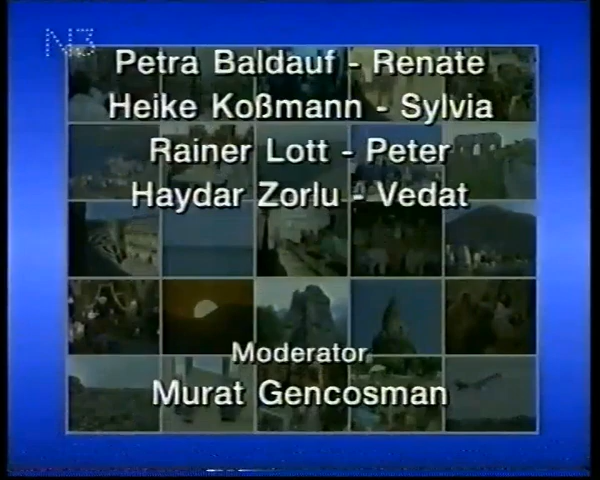 N3
Petra Baldauf - Renate
Heike Koßmann - Sylvia
Rainer Lott - Peter
Haydar Zorlu - Vedat
Moderator
Murat Gencosman